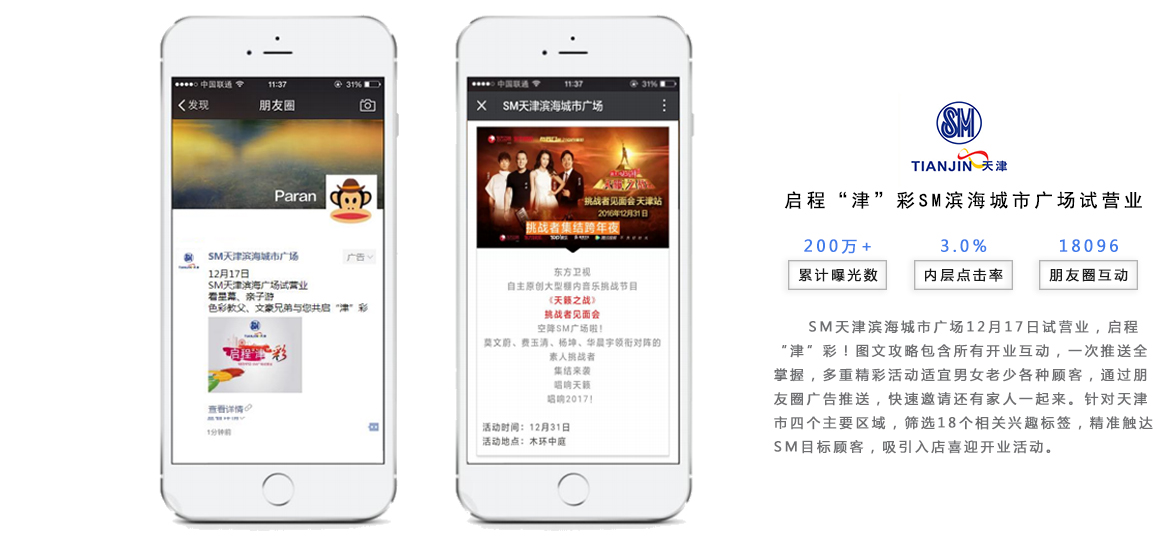 中国联通
11:37
31%
发现
朋友圈
Paran
SM天津滨海城市广场
广告
12月17日
SM天津滨海广场试营业
看星幕、亲子游
色彩教父、文豪兄弟与您共启“津”彩
SM
TIANJIN
启程“津”彩
查看详情
1分钟前
中国联通
11:37
31%
SM天津滨海城市广场
挑战者见面会 天津站
2016年12月31日
挑战者集结跨年夜
东方卫视
自主原创大型棚内音乐挑战节目
《天籁之战》
挑战者见面会
空降SM广场啦！
莫文蔚、费玉清、杨坤、华晨宇领衔对阵的
素人挑战者
集结来袭
唱响天籁
唱响2017！
活动时间：12月31日
活动地点：木环中庭
SM
TIANJIN 天津
启程“津”彩SM滨海城市广场试营业
200万+
3.0%
18096
累计曝光数
内层点击率
朋友圈互动
SM天津滨海城市广场12月17日试营业，启程
“津”彩！图文攻略包含所有开业互动，一次推送全
掌握，多重精彩活动适宜男女老少各种顾客，通过朋
友圈广告推送，快速邀请还有家人一起来。针对天津
市四个主要区域，筛选18个相关兴趣标签，精准触达
SM目标顾客，吸引入店喜迎开业活动。